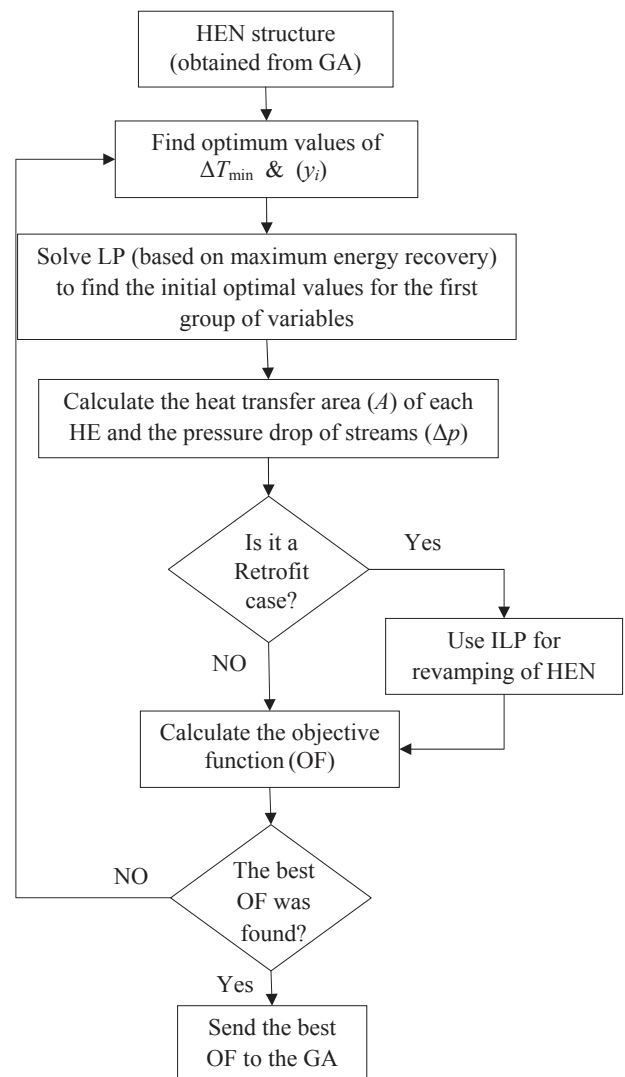 HEN structure
(obtained from GA)
Find optimum values of
ΔTmin & (yi)
Solve LP (based on maximum energy recovery)
to find the initial optimal values for the first
group of variables
Calculate the heat transfer area (A) of each
HE and the pressure drop of streams (Δp)
Is it a
Retrofit
case?
Yes
NO
Use ILP for
revamping of HEN
Calculate the objective
function (OF)
The best
OF was
found?
NO
Yes
Send the best
OF to the GA